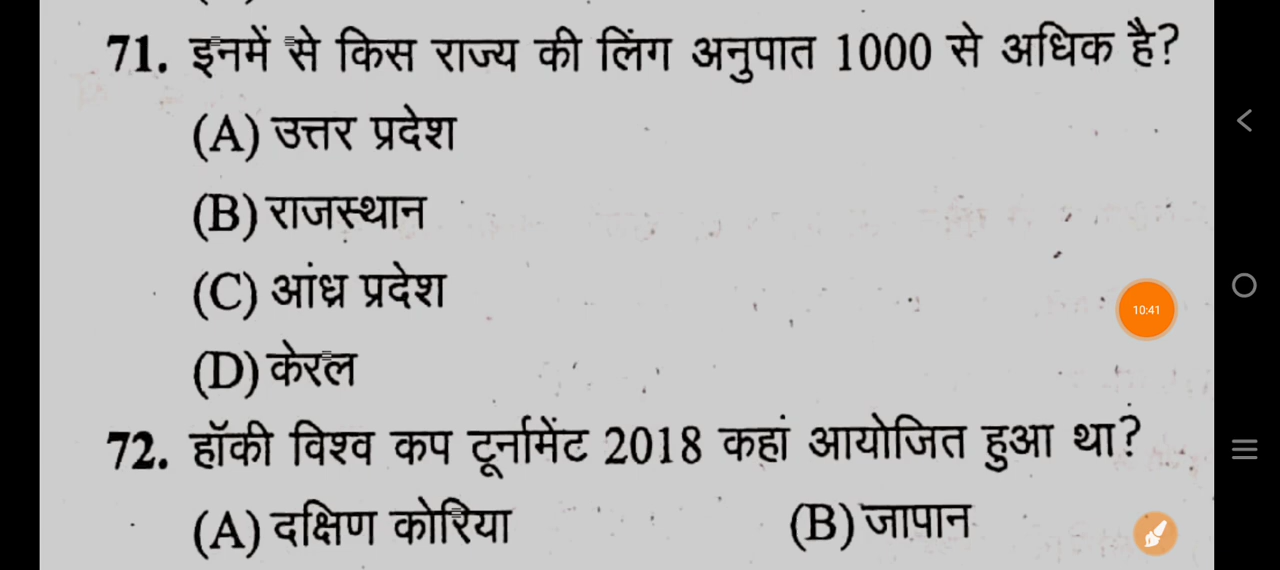 71. इनमें से किस राज्य की लिंग अनुपात 1000 से अधिक है?
(A) उत्तर प्रदेश
(B) राजस्थान
(C) आंध्र प्रदेश
(D) केरल
10:41
72. हॉकी विश्व कप टूर्नामेंट 2018 कहां आयोजित हुआ था?
(A) दक्षिण कोरिया (B) जापान